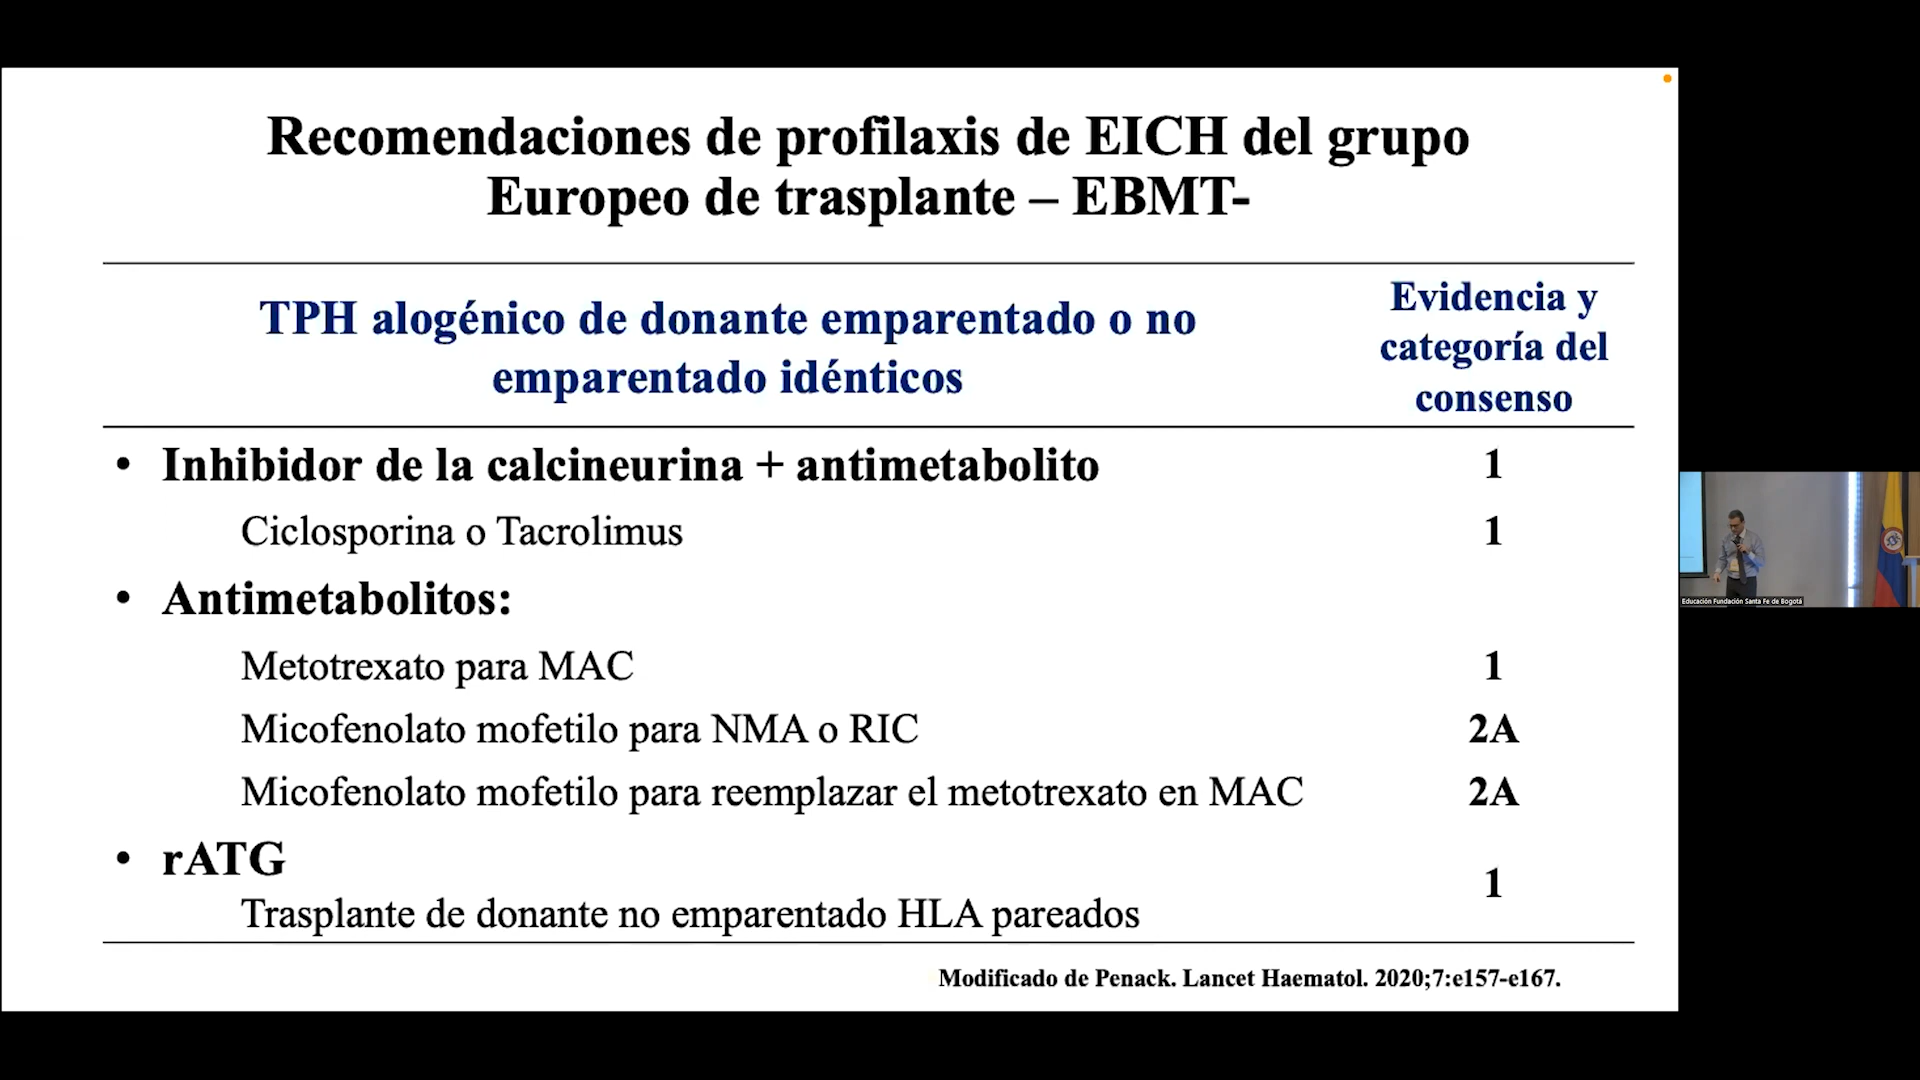 Recomendaciones de profilaxis de EICH del grupo
Europeo de trasplante – EBMT-
TPH alogénico de donante emparentado o no
emparentado idénticos
Evidencia y
categoría del
consenso
• Inhibidor de la calcineurina + antimetabolito 1
Ciclosporina o Tacrolimus 1
• Antimetabolitos:
Metotrexato para MAC 1
Micofenolato mofetilo para NMA o RIC 2A
Micofenolato mofetilo para reemplazar el metotrexato en MAC 2A
• rATG
1
Trasplante de donante no emparentado HLA pareados
Modificado de Penack. Lancet Haematol. 2020;7:e157-e167.
Educación Fundación Santa Fe de Bogotá